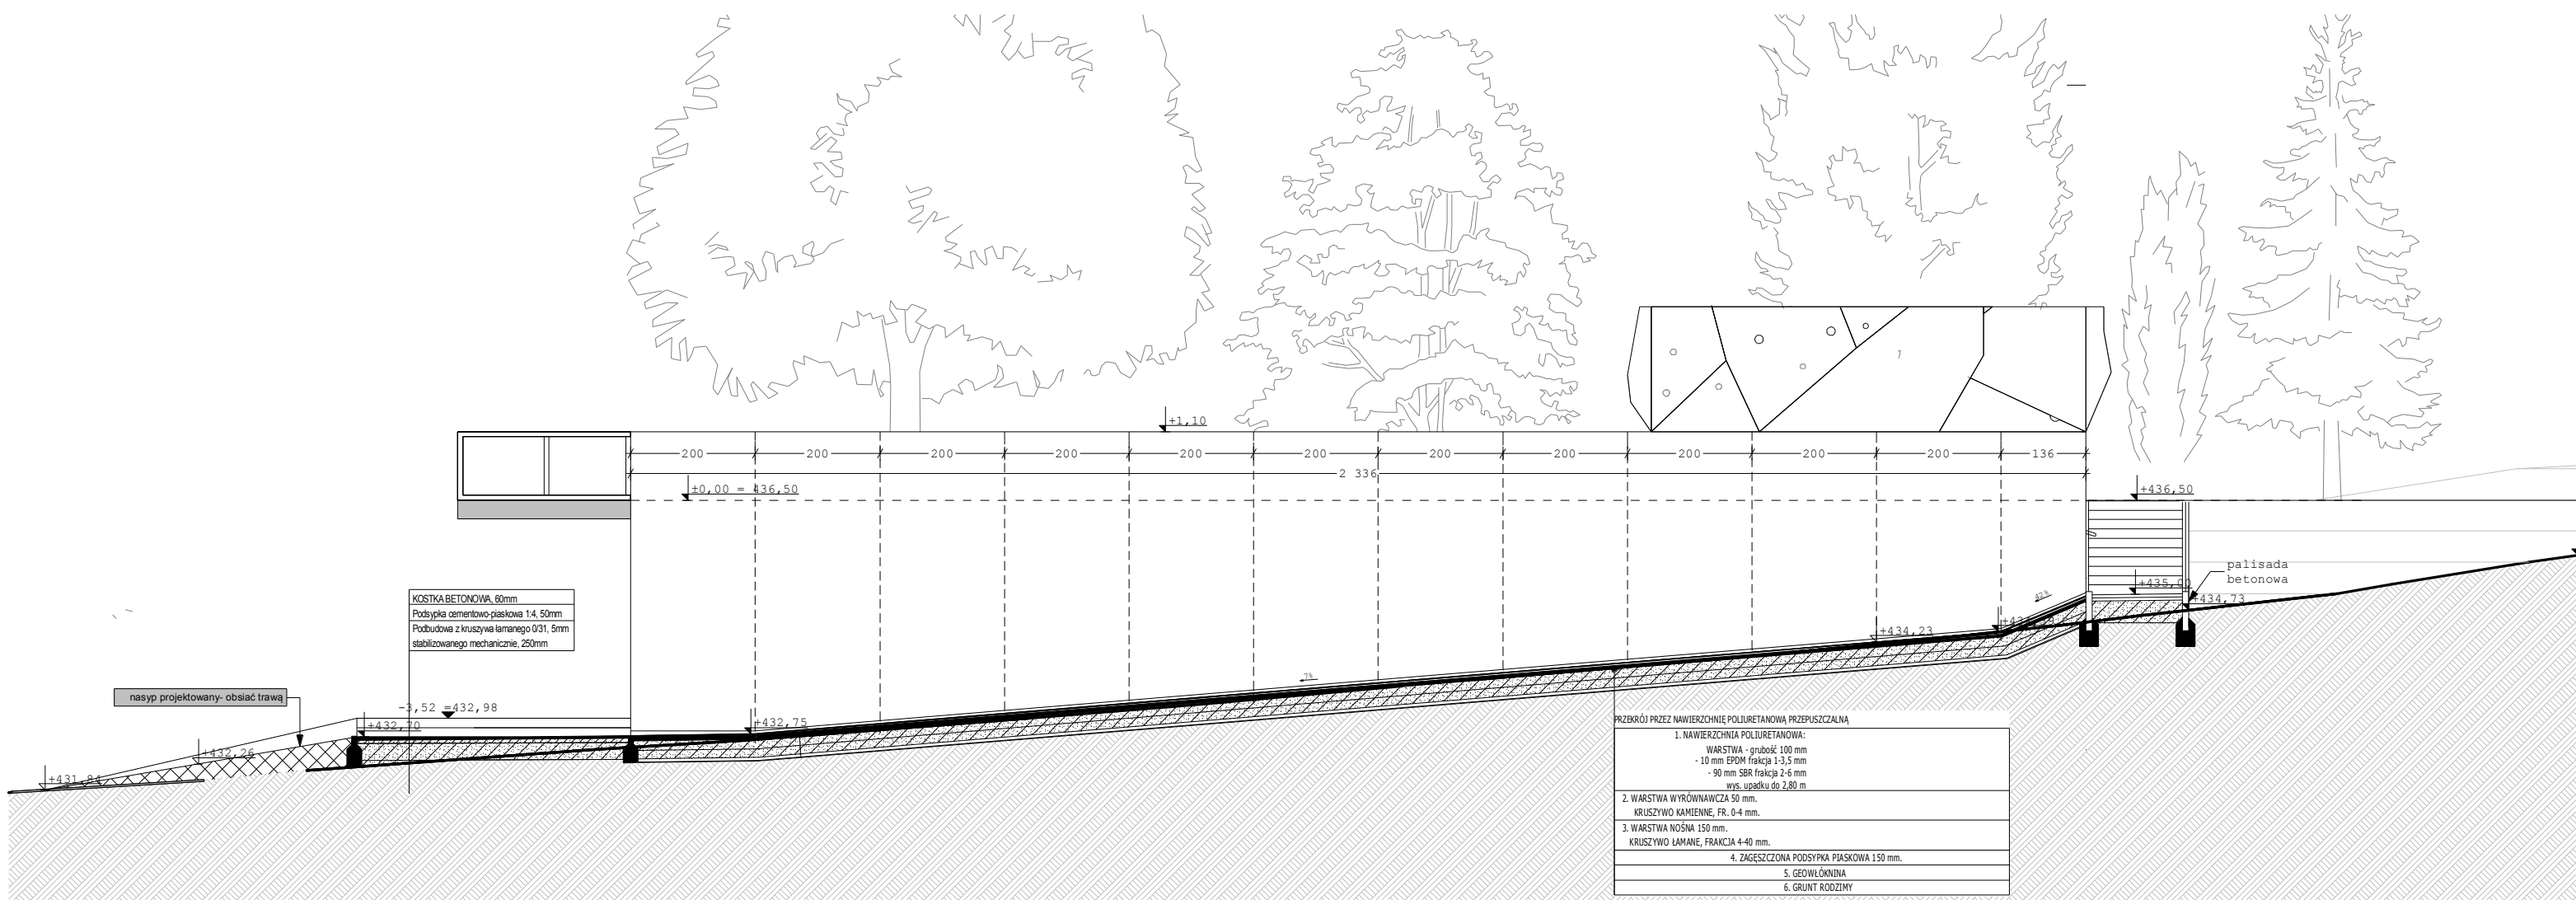 +1,10
200 200 200 200 200 200 200 200 200 200 200 136
2 336
±0,00 = 436,50
+436,50
palisada
betonowa
+435,00
+434,73
42%
KOSTKA BETONOWA, 60mm
Podsypka cementowo-piaskowa 1:4, 50mm
Podbudowa z kruszywa łamanego 0/31, 5mm
stabilizowanego mechanicznie, 250mm
+434,23
7%
nasyp projektowany- obsiać trawą
-3,52 =432,98
+432,70
+432,75
+432,26
+431,84
PRZEKRÓJ PRZEZ NAWIERZCHNIĘ POLIURETANOWĄ PRZEPUSZCZALNĄ
1. NAWIERZCHNIA POLIURETANOWA:
WARSTWA - grubość 100 mm
- 10 mm EPDM frakcja 1-3,5 mm
- 90 mm SBR frakcja 2-6 mm
wys. upadku do 2,80 m
2. WARSTWA WYRÓWNAWCZA 50 mm.
KRUSZYWO KAMIENNE, FR. 0-4 mm.
3. WARSTWA NOŚNA 150 mm.
KRUSZYWO ŁAMANE, FRAKCJA 4-40 mm.
4. ZAGĘSZCZONA PODSYPKA PIASKOWA 150 mm.
5. GEOWŁÓKNINA
6. GRUNT RODZIMY